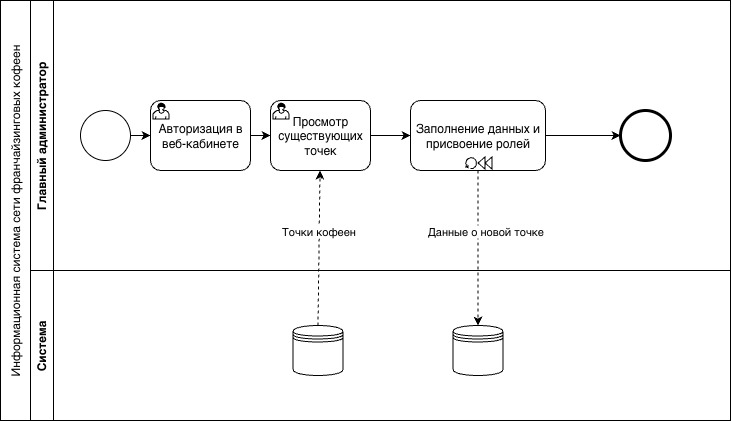 Информационная система сети франчайзинговых кофеен
Главный администратор
Авторизация в
веб-кабинете
Просмотр
существующих
точек
Заполнение данных и
присвоение ролей
Точки кофеен
Данные о новой точке
Система